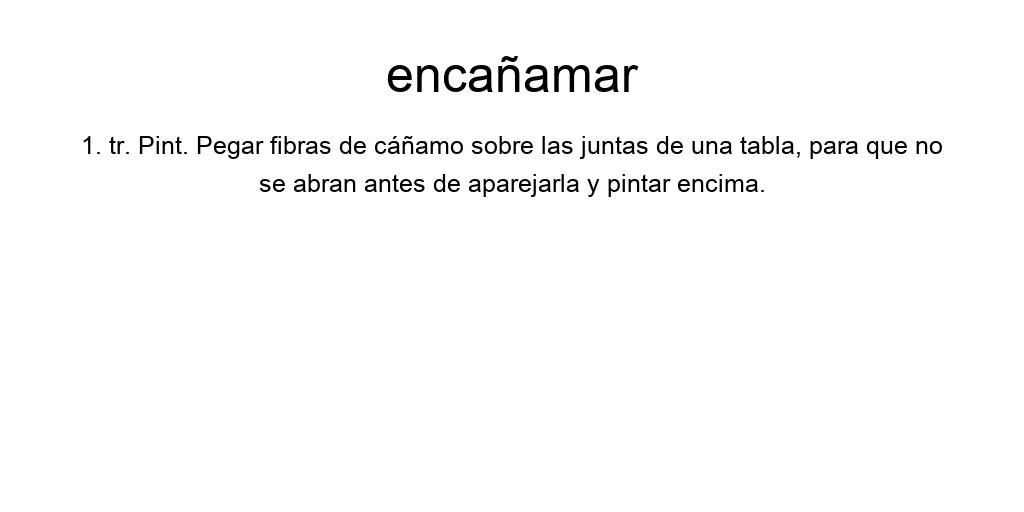 encañamar
1. tr. Pint. Pegar fibras de cáñamo sobre las juntas de una tabla, para que no
se abran antes de aparejarla y pintar encima.